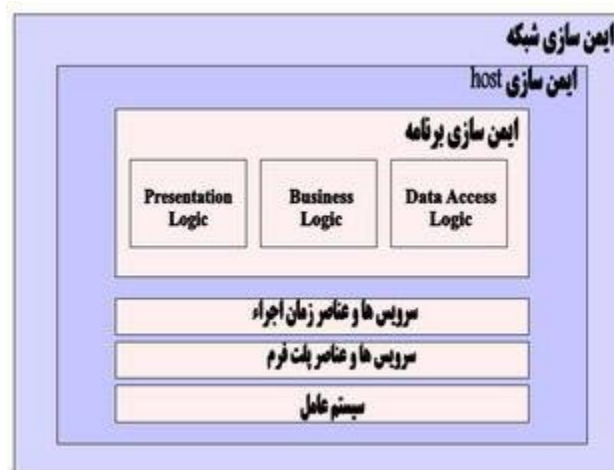 ایمن سازی شبکه
ایمن سازی host
ایمن سازی برنامه
Presentation
Logic
Business
Logic
Data Access
Logic
سرویس ها و عناصر زمان اجراء
سرویس ها و عناصر پلت فرم
سیستم عامل